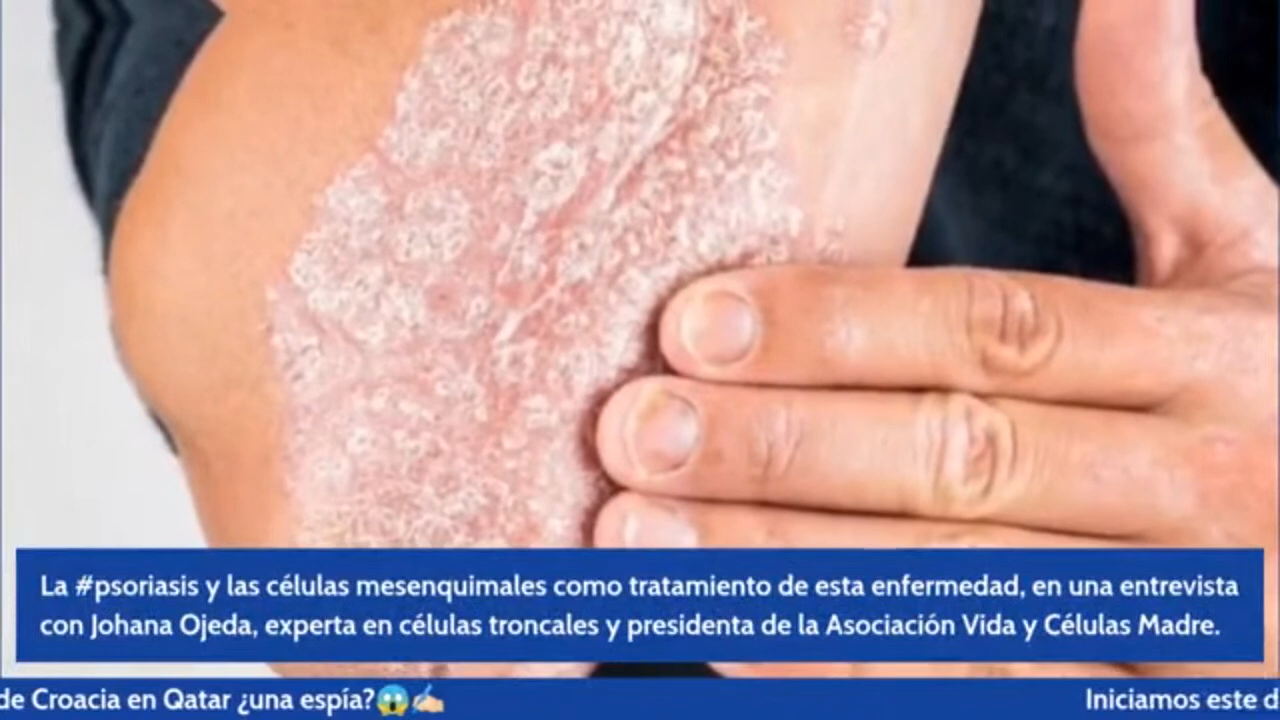 La #psoriasis y las células mesenquimales como tratamiento de esta enfermedad, en una entrevista
con Johana Ojeda, experta en células troncales y presidenta de la Asociación Vida y Células Madre.
de Croacia en Qatar ¿una espía?😱✍🏻 Iniciamos este d